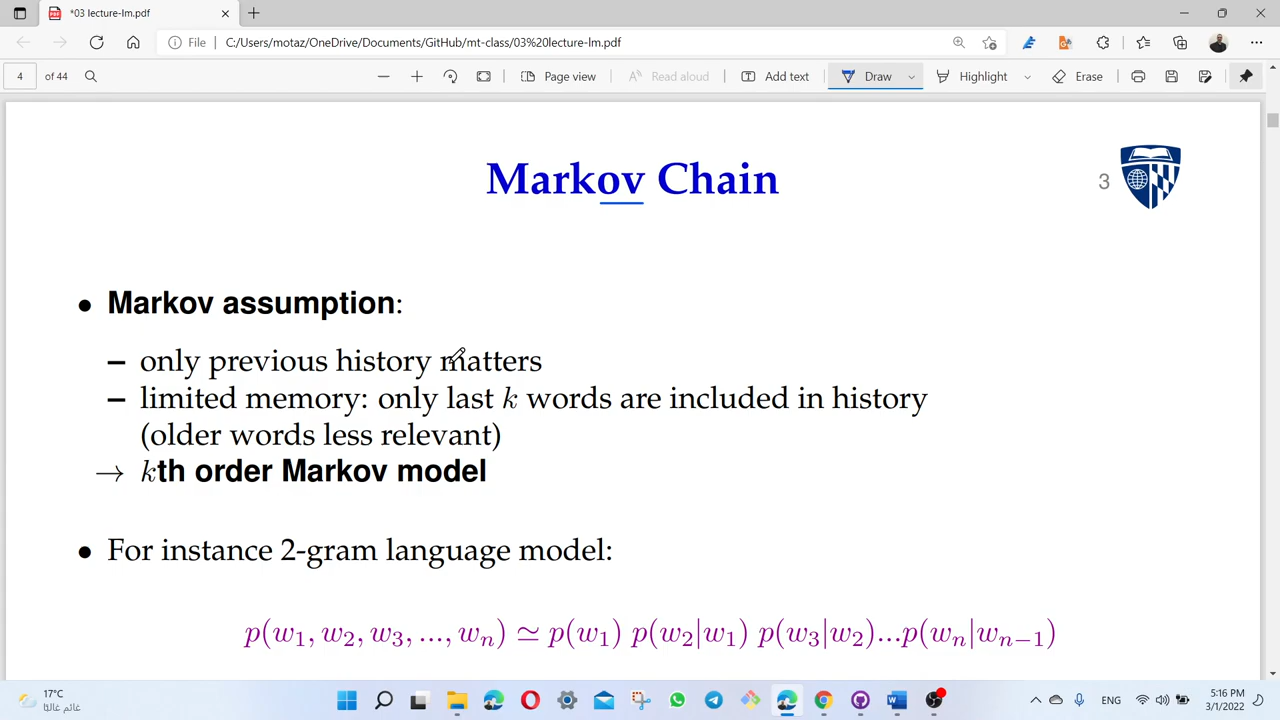 *03 lecture-lm.pdf
File C:/Users/motaz/OneDrive/Documents/GitHub/mt-class/03%20lecture-lm.pdf
4 of 44 Page view Read aloud Add text Draw Highlight Erase
Markov Chain
3
● Markov assumption:
– only previous history matters
– limited memory: only last k words are included in history
(older words less relevant)
→ kth order Markov model
● For instance 2-gram language model:
p(w₁, w₂, w₃, ..., wₙ) ≃ p(w₁) p(w₂|w₁) p(w₃|w₂)...p(wₙ|wₙ₋₁)
17°C
غائم غالبًا
ENG
5:16 PM
3/1/2022